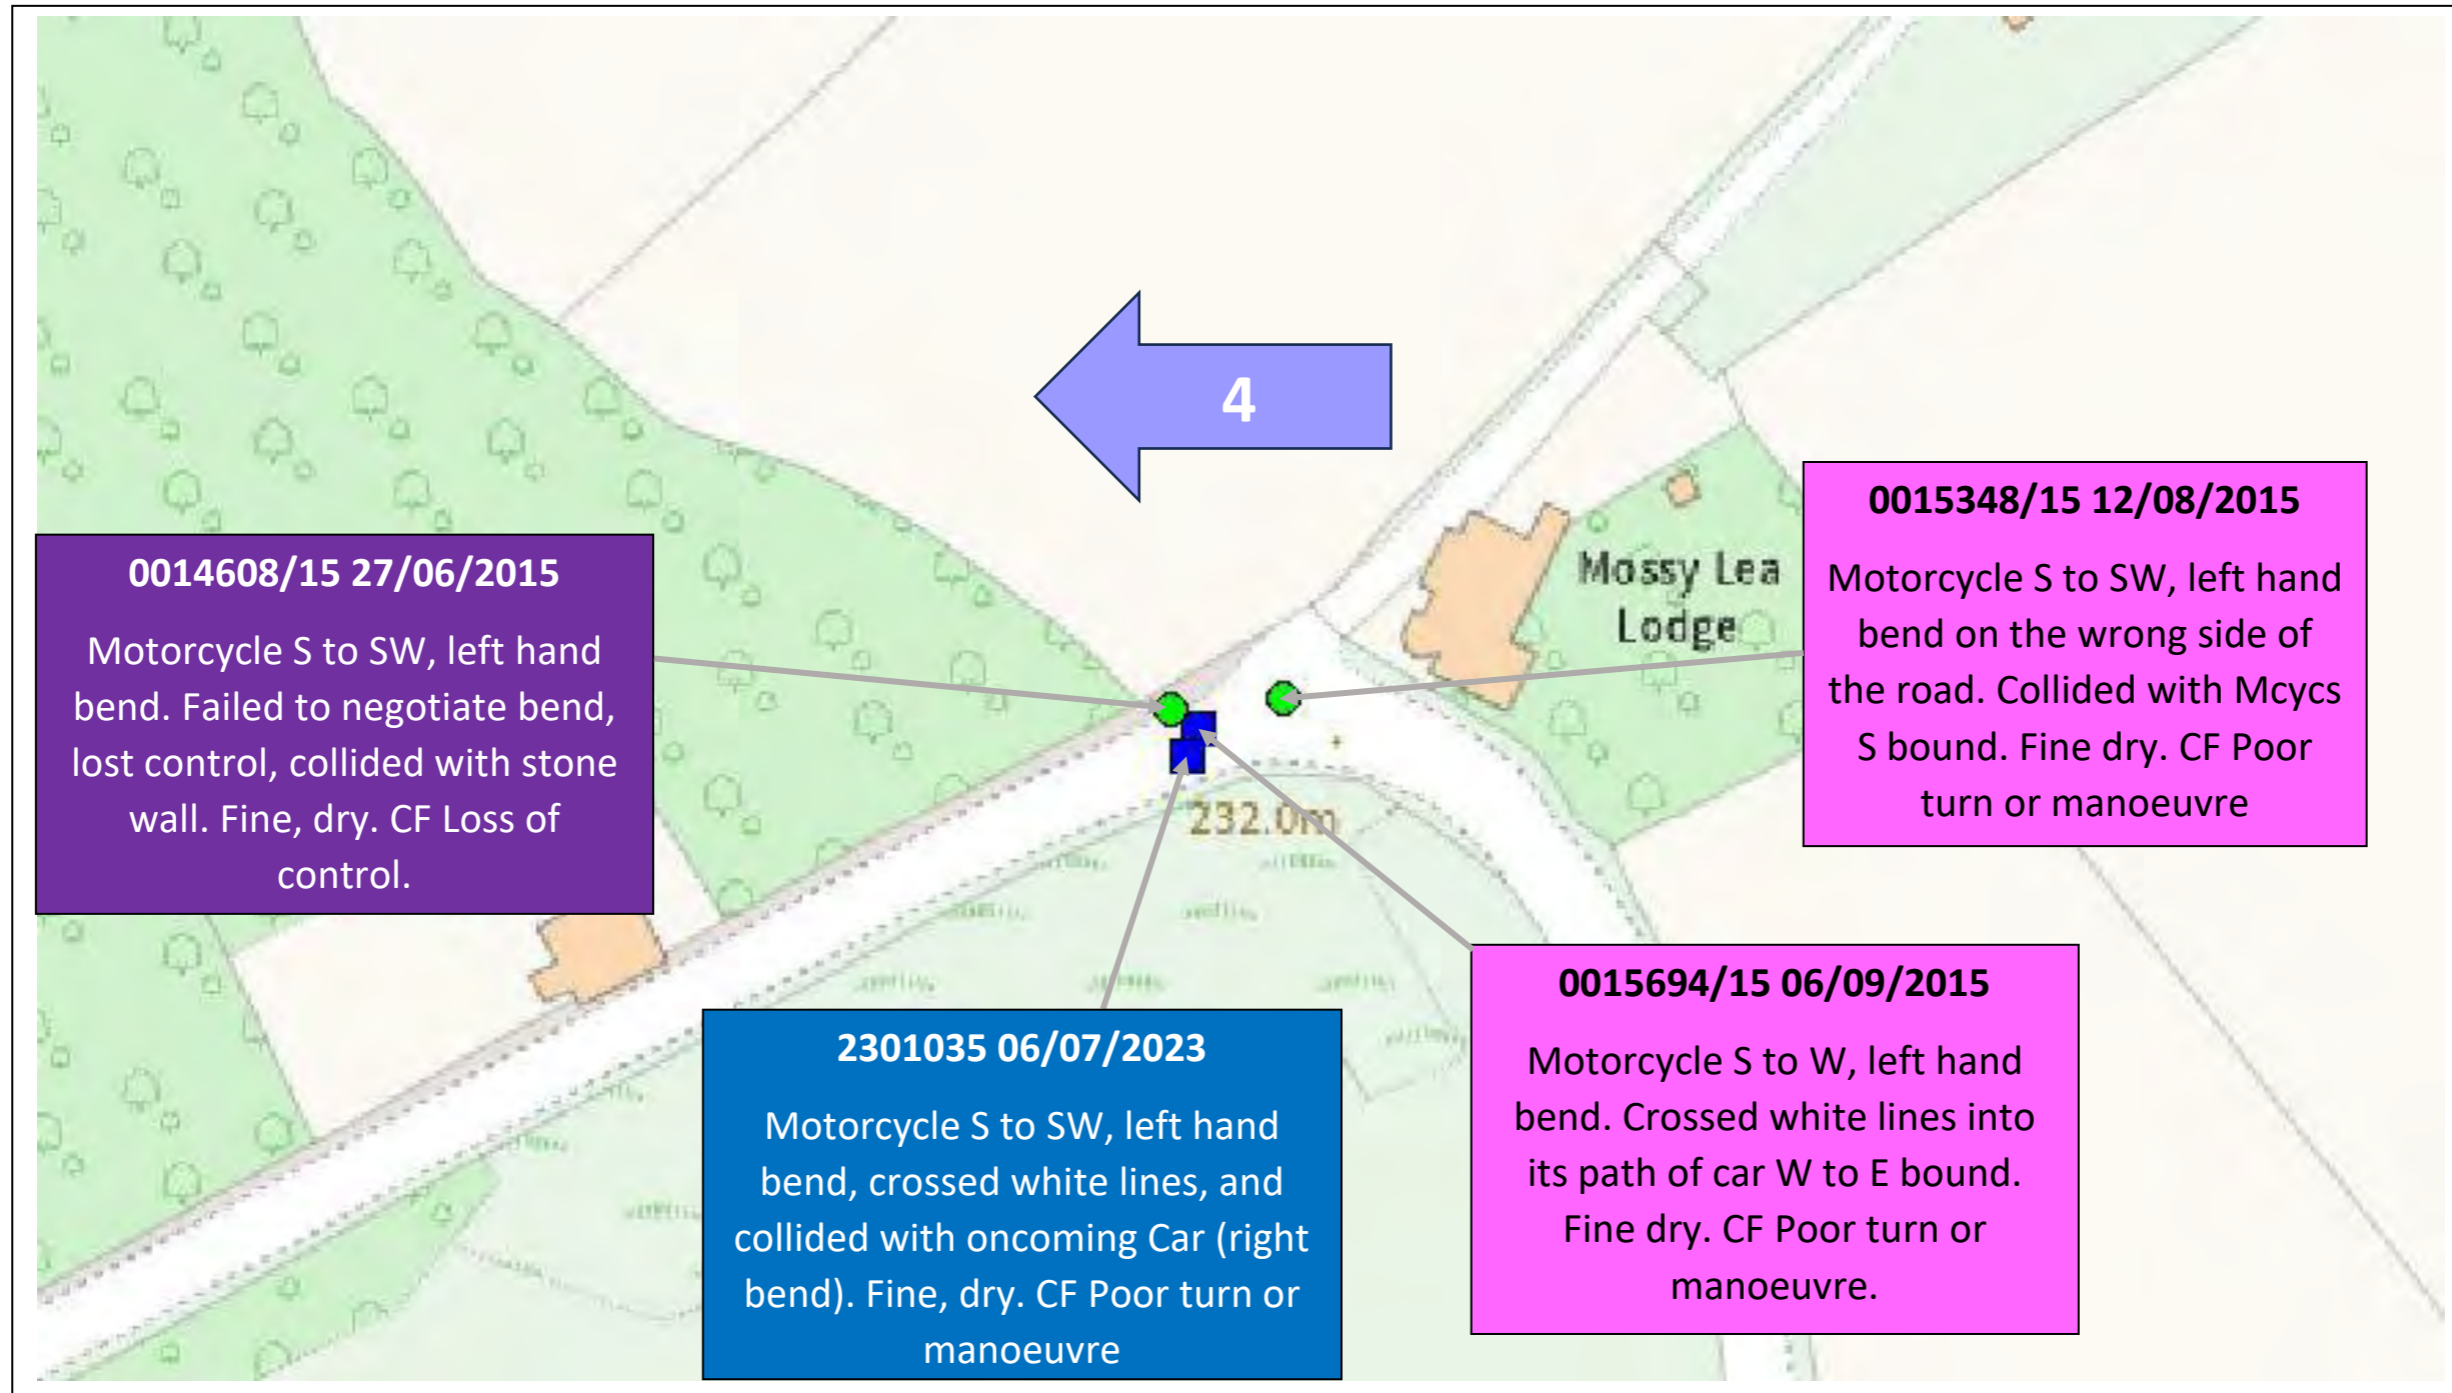 4
0015348/15 12/08/2015
Motorcycle S to SW, left hand
bend on the wrong side of
the road. Collided with Mcycs
S bound. Fine dry. CF Poor
turn or manoeuvre
Mossy Lea
Lodge
0014608/15 27/06/2015
Motorcycle S to SW, left hand
bend. Failed to negotiate bend,
lost control, collided with stone
wall. Fine, dry. CF Loss of
control.
232.0m
2301035 06/07/2023
Motorcycle S to SW, left hand
bend, crossed white lines, and
collided with oncoming Car (right
bend). Fine, dry. CF Poor turn or
manoeuvre
0015694/15 06/09/2015
Motorcycle S to W, left hand
bend. Crossed white lines into
its path of car W to E bound.
Fine dry. CF Poor turn or
manoeuvre.